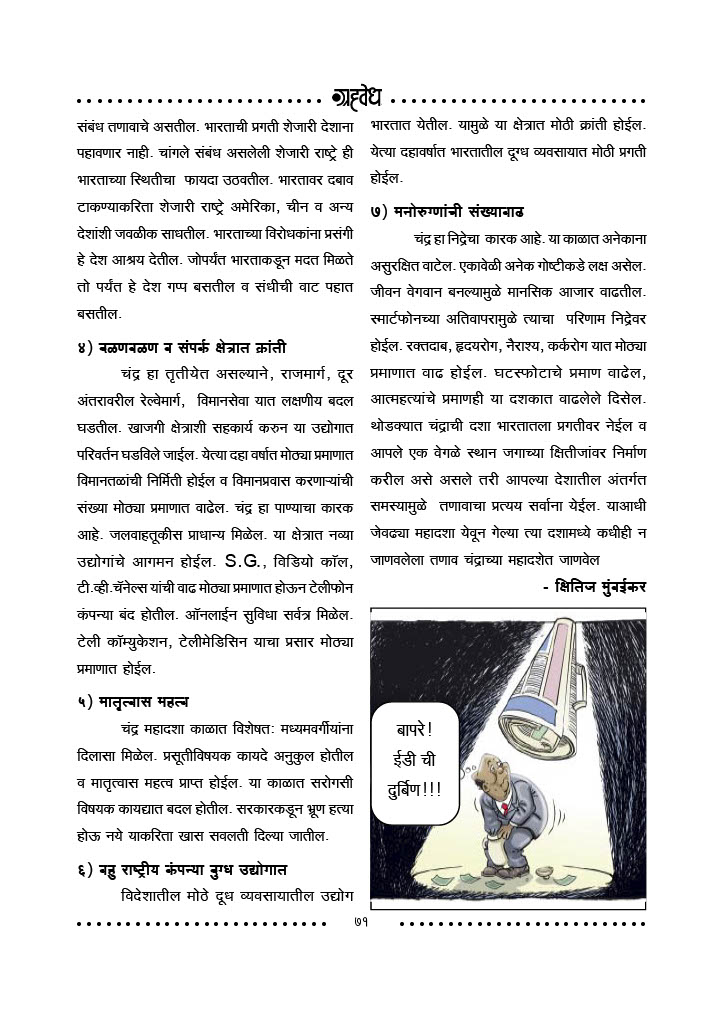 ग्रहवेध
संबंध तणावाचे असतील. भारताची प्रगती शेजारी देशाना
पहावणार नाही. चांगले संबंध असलेली शेजारी राष्ट्रे ही
भारताच्या स्थितीचा फायदा उठवतील. भारतावर दबाव
टाकण्याकरिता शेजारी राष्ट्रे अमेरिका, चीन व अन्य
देशांशी जवळीक साधतील. भारताच्या विरोधकांना प्रसंगी
हे देश आश्रय देतील. जोपर्यंत भारताकडून मदत मिळते
तो पर्यंत हे देश गप्प बसतील व संधीची वाट पहात
बसतील.
४) दळणवळण व संपर्क क्षेत्रात क्रांती
चंद्र हा तृतीयेत असल्याने, राजमार्ग, दूर
अंतरावरील रेल्वेमार्ग, विमानसेवा यात लक्षणीय बदल
घडतील. खाजगी क्षेत्राशी सहकार्य करुन या उद्योगात
परिवर्तन घडविले जाईल. येत्या दहा वर्षात मोठ्या प्रमाणात
विमानतळांची निर्मिती होईल व विमानप्रवास करणाऱ्यांची
संख्या मोठ्या प्रमाणात वाढेल. चंद्र हा पाण्याचा कारक
आहे. जलवाहतूकीस प्राधान्य मिळेल. या क्षेत्रात नव्या
उद्योगांचे आगमन होईल. S.G., विडियो कॉल,
टी.व्ही.चॅनेल्स यांची वाढ मोठ्या प्रमाणात होऊन टेलीफोन
कंपन्या बंद होतील. ऑनलाईन सुविधा सर्वत्र मिळेल.
टेली कॉम्युकेशन, टेलीमेडिसिन याचा प्रसार मोठ्या
प्रमाणात होईल.
५) मातृत्वास महत्व
चंद्र महादशा काळात विशेषत: मध्यमवर्गीयांना
दिलासा मिळेल. प्रसूतीविषयक कायदे अनुकुल होतील
व मातृत्वास महत्व प्राप्त होईल. या काळात सरोगसी
विषयक कायद्यात बदल होतील. सरकारकडून भ्रूण हत्या
होऊ नये याकरिता खास सवलती दिल्या जातील.
६) बहु राष्ट्रीय कंपन्या दुग्ध उद्योगात
विदेशातील मोठे दूध व्यवसायातील उद्योग
भारतात येतील. यामुळे या क्षेत्रात मोठी क्रांती होईल.
येत्या दहावर्षात भारतातील दूग्ध व्यवसायात मोठी प्रगती
होईल.
७) मनोरुग्णांची संख्यावाढ
चंद्र हा निद्रेचा कारक आहे. या काळात अनेकाना
असुरक्षित वाटेल. एकावेळी अनेक गोष्टीकडे लक्ष असेल.
जीवन वेगवान बनल्यामुळे मानसिक आजार वाढतील.
स्मार्टफोनच्या अतिवापरामुळे त्याचा परिणाम निद्रेवर
होईल. रक्तदाब, हृदयरोग, नैराश्य, कर्करोग यात मोठ्या
प्रमाणात वाढ होईल. घटस्फोटाचे प्रमाण वाढेल,
आत्महत्यांचे प्रमाणही या दशकात वाढलेले दिसेल.
थोडक्यात चंद्राची दशा भारतातला प्रगतीवर नेईल व
आपले एक वेगळे स्थान जगाच्या क्षितीजांवर निर्माण
करील असे असले तरी आपल्या देशातील अंतर्गत
समस्यामुळे तणावाचा प्रत्यय सर्वाना येईल. याआधी
जेवढ्या महादशा येवून गेल्या त्या दशामध्ये कधीही न
जाणवलेला तणाव चंद्राच्या महादशेत जाणवेल
- क्षितिज मुंबईकर
बापरे!
ईडी ची
दुर्बिण!!!
७१